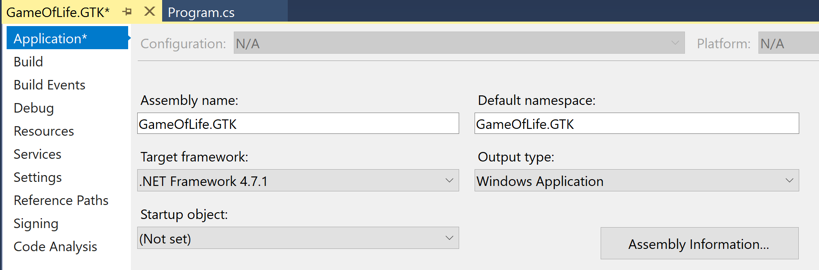 GameOfLife.GTK* Program.cs
Application*
Build
Build Events
Debug
Resources
Services
Settings
Reference Paths
Signing
Code Analysis
Configuration: N/A Platform: N/A
Assembly name: Default namespace:
GameOfLife.GTK GameOfLife.GTK
Target framework: Output type:
.NET Framework 4.7.1 Windows Application
Startup object:
(Not set) Assembly Information...